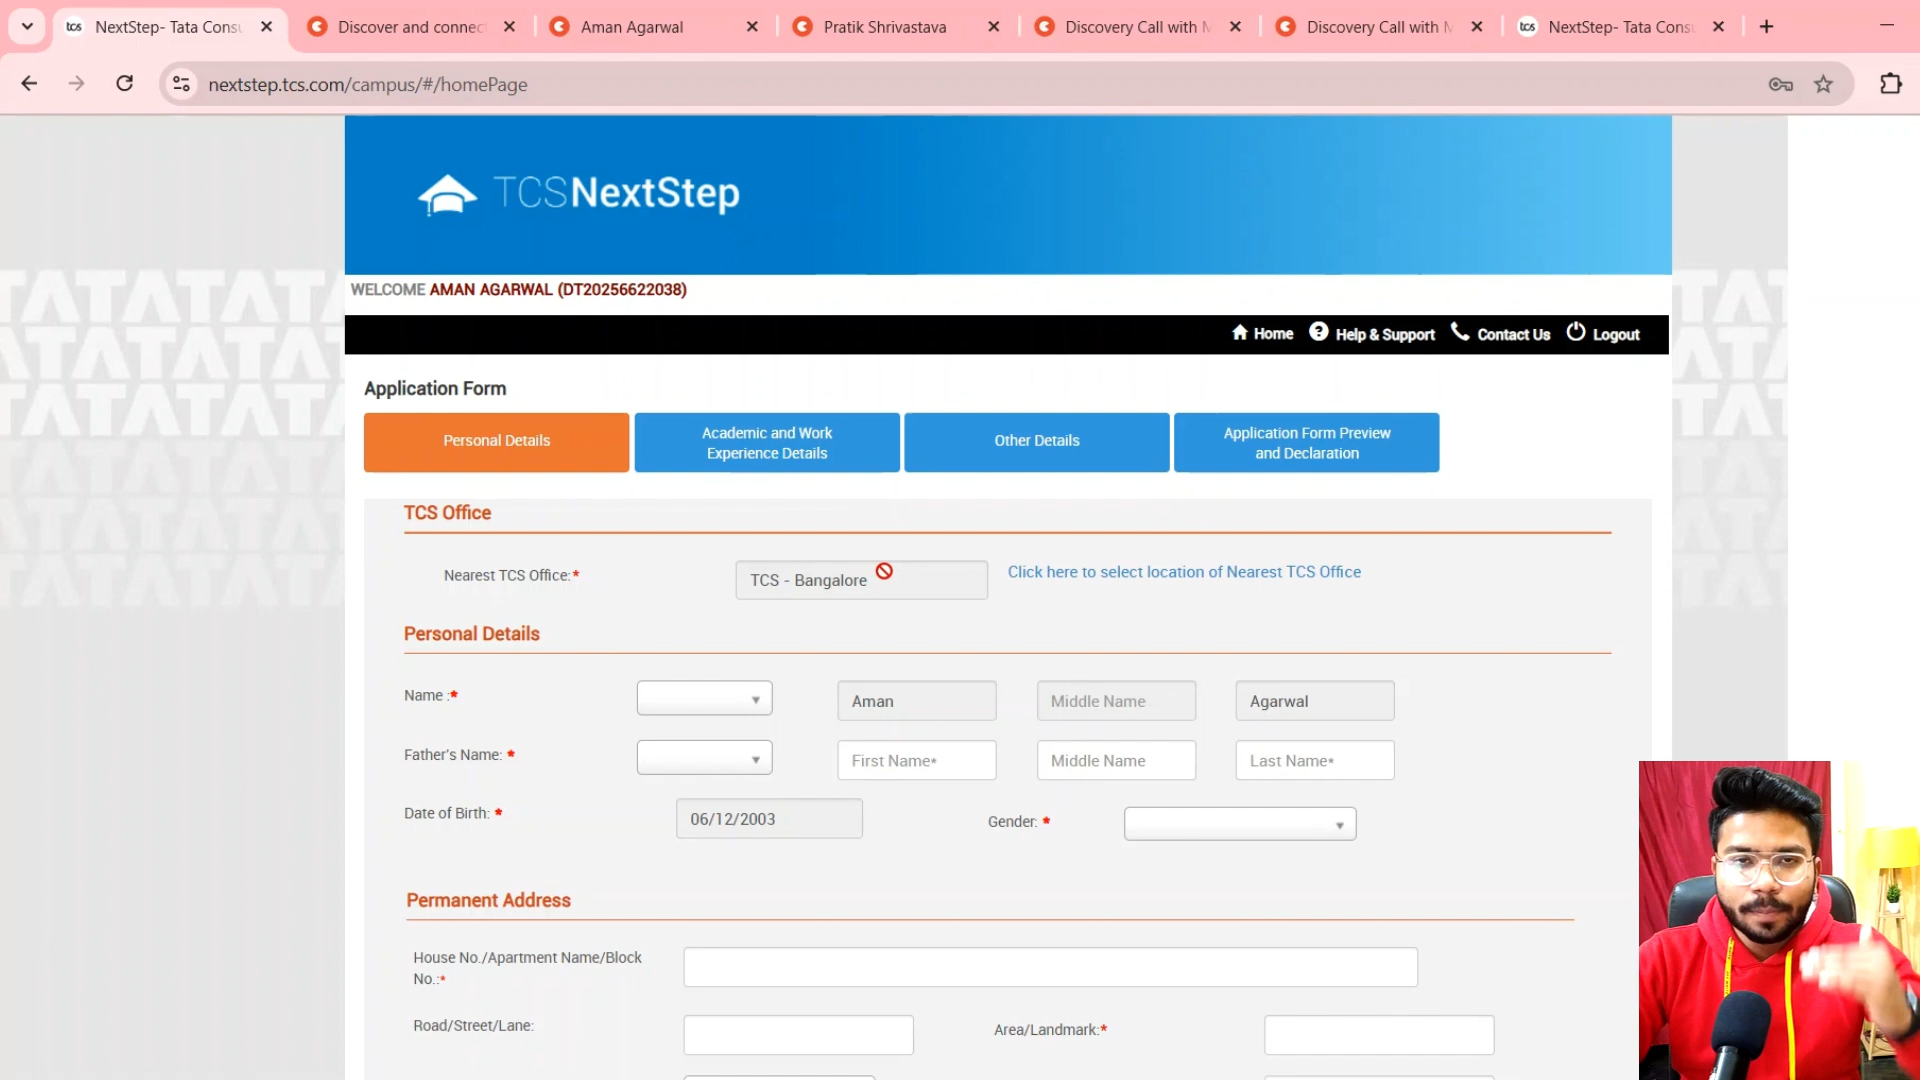 tcs NextStep- Tata Consu
Discover and connec
Aman Agarwal
Pratik Shrivastava
Discovery Call with M
Discovery Call with M
tcs NextStep- Tata Cons
nextstep.tcs.com/campus/#/homePage
TCSNextStep
WELCOME AMAN AGARWAL (DT20256622038)
Home Help & Support Contact Us Logout
Application Form
Personal Details
Academic and Work
Experience Details
Other Details
Application Form Preview
and Declaration
TCS Office
Nearest TCS Office:* TCS - Bangalore Click here to select location of Nearest TCS Office
Personal Details
Name :* Aman Middle Name Agarwal
Father's Name: * First Name* Middle Name Last Name*
Date of Birth: * 06/12/2003 Gender: *
Permanent Address
House No./Apartment Name/Block
No.:*
Road/Street/Lane: Area/Landmark:*